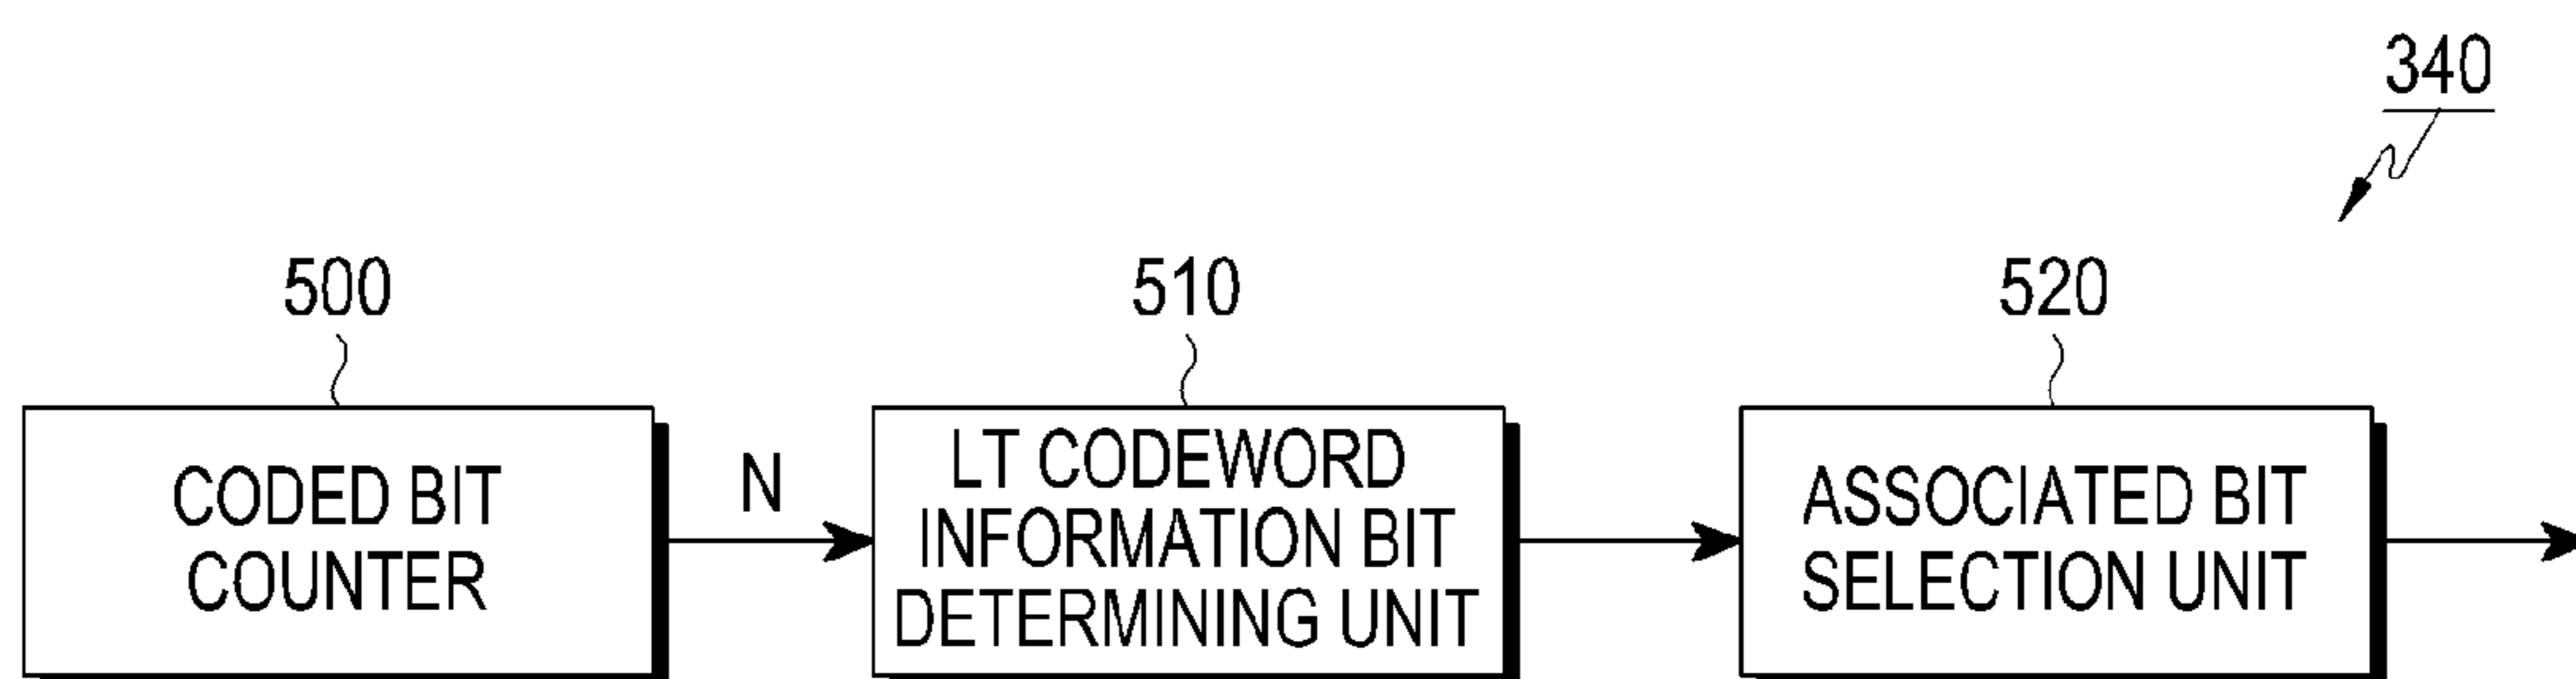 340
500
510
520
CODED BIT
COUNTER
N
LT CODEWORD
INFORMATION BIT
DETERMINING UNIT
ASSOCIATED BIT
SELECTION UNIT